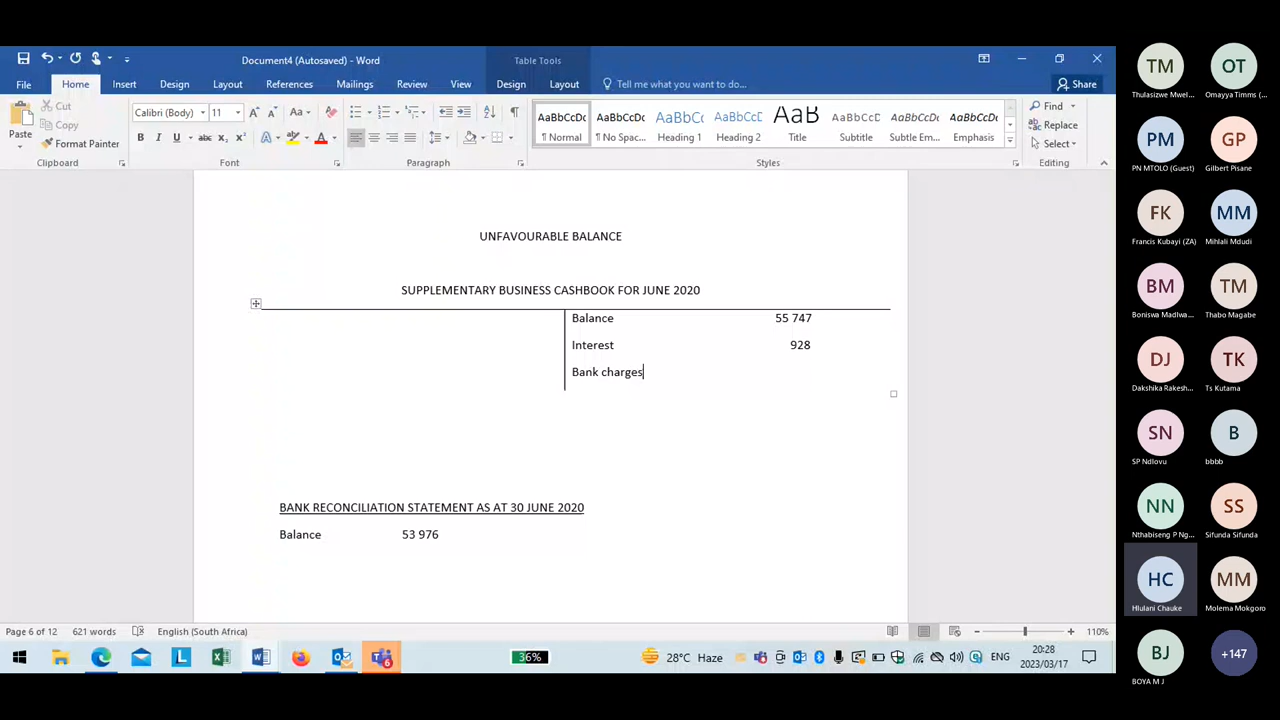 Document4 (Autosaved) - Word
Table Tools
File Home Insert Design Layout References Mailings Review View Design Layout Tell me what you want to do... Share
Paste
Cut
Copy
Format Painter
Clipboard
Calibri (Body) 11
Font
Paragraph
AaBbCcDc AaBbCcDc AaBbCc AaBbCcD AaB AaBbCcD AaBbCcDc AaBbCcDc
¶ Normal ¶ No Spac... Heading 1 Heading 2 Title Subtitle Subtle Em... Emphasis
Styles
Find
Replace
Select
Editing
UNFAVOURABLE BALANCE
SUPPLEMENTARY BUSINESS CASHBOOK FOR JUNE 2020
Balance 55 747
Interest 928
Bank charges
BANK RECONCILIATION STATEMENT AS AT 30 JUNE 2020
Balance 53 976
Page 6 of 12 621 words English (South Africa) 110%
36% 28°C Haze ENG 20:28
2023/03/17
TM OT
Thulasizwe Mwel... Omayya Timms (...
PM GP
PN MTOLO (Guest) Gilbert Pisane
FK MM
Francis Kubayi (ZA) Mihlali Mdudi
BM TM
Boniswa Madlwa... Thabo Magabe
DJ TK
Dakshika Rakesh... Ts Kutama
SN B
SP Ndlovu bbbb
NN SS
Nthabiseng P Ng... Sifunda Sifunda
HC MM
Hlulani Chauke Molema Mokgoro
BJ +147
BOYA M J